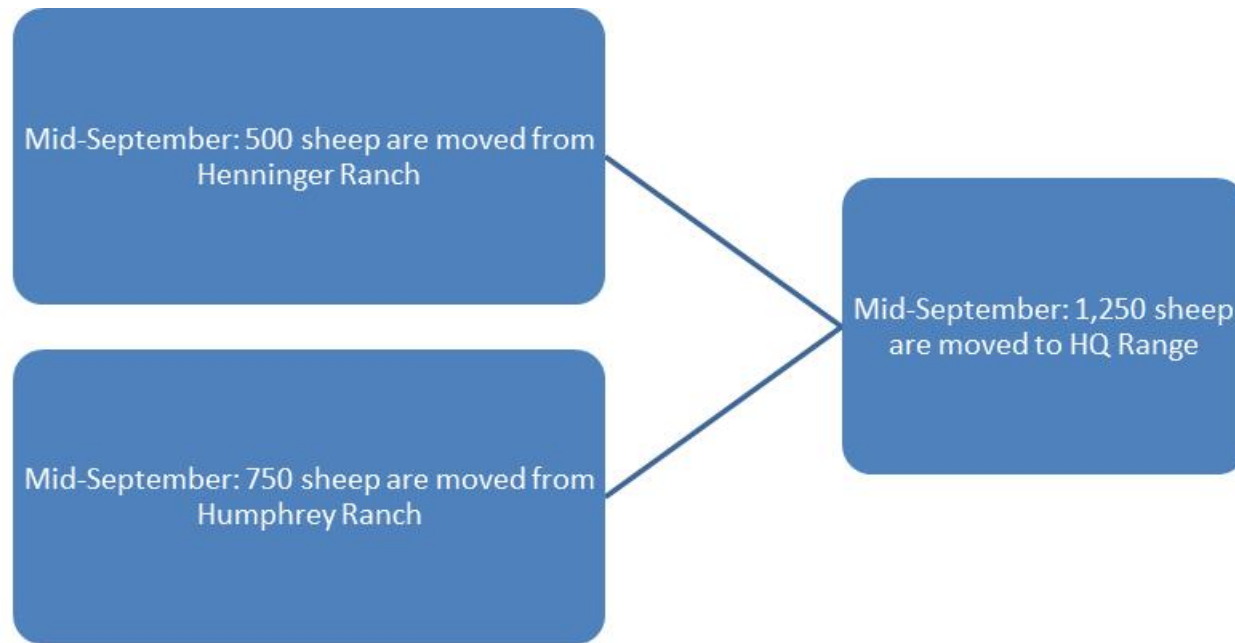 Mid-September: 500 sheep are moved from
Henninger Ranch
Mid-September: 750 sheep are moved from
Humphrey Ranch
Mid-September: 1,250 sheep
are moved to HQ Range